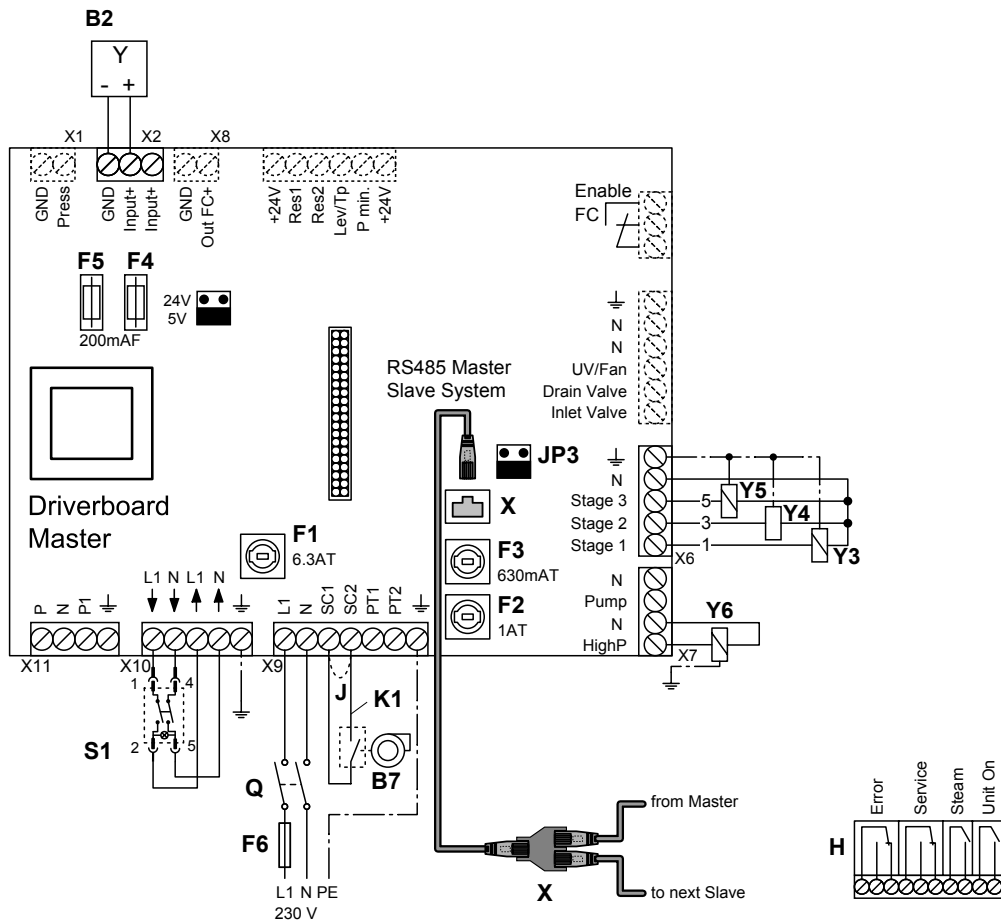 B2
Y
- +
X1 X2 X8
GND
Press
GND
Input+
Input+
GND
Out FC+
+24V
Res1
Res2
Lev/Tp
P min.
+24V
Enable
FC
F5 F4
200mAF
24V
5V
N
N
UV/Fan
Drain Valve
Inlet Valve
RS485 Master
Slave System
JP3
X
Driverboard
Master
F1
6.3AT
F3
630mAT
F2
1AT
N
Stage 3
Stage 2
Stage 1
X6
5 Y5
3 Y4
1 Y3
N
Pump
N
HighP
X7
Y6
P
N
P1
X11
L1 N L1 N
X10
L1
N
SC1
SC2
PT1
PT2
X9
1 4
2 5
S1
J
K1
B7
Q
F6
L1 N PE
230 V
from Master
X
to next Slave
H
Error
Service
Steam
Unit On